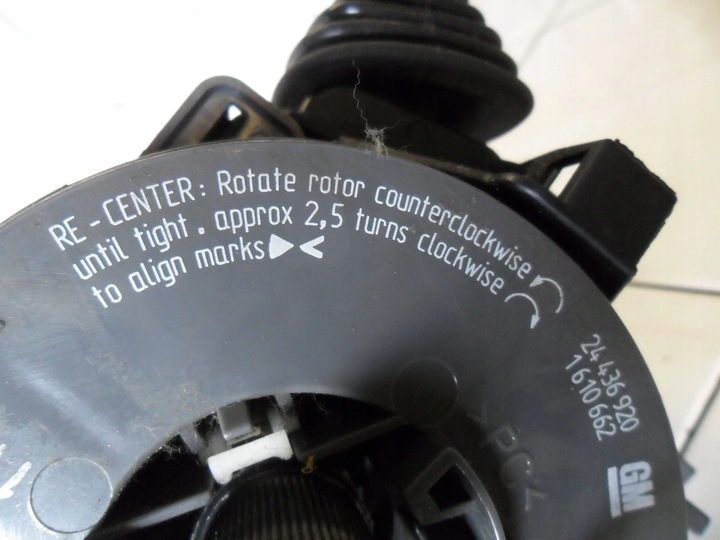 RE-CENTER: Rotate rotor counterclockwise
until tight. approx 2,5 turns clockwise
to align marks
24 436 920
1 610 662
GM
>PC<